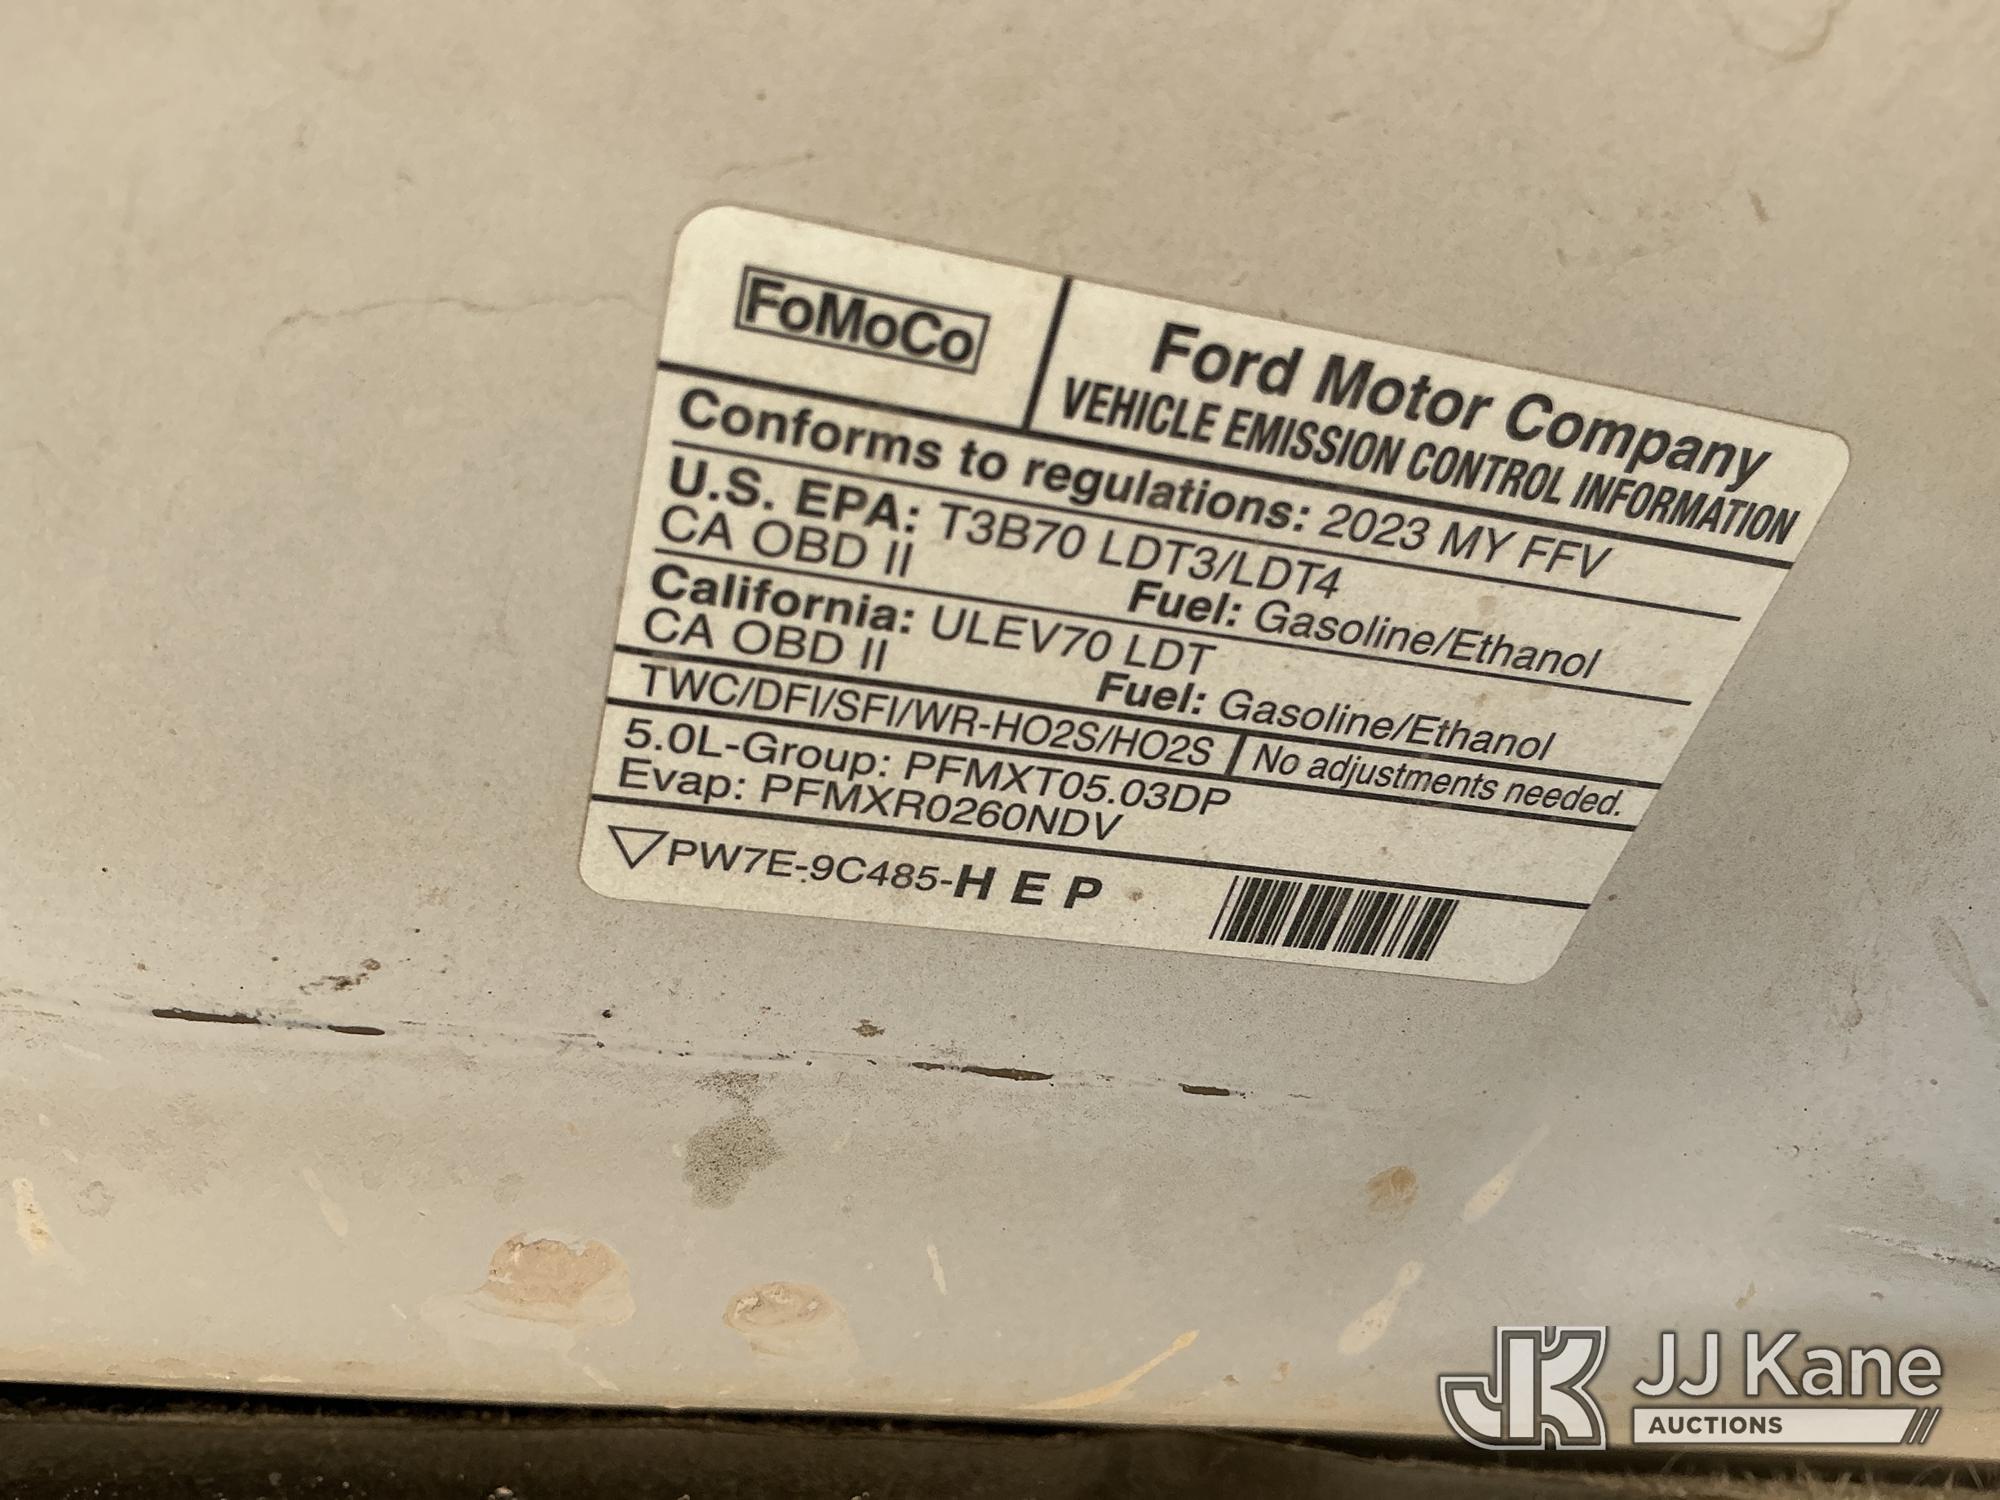 FoMoCo
Ford Motor Company
VEHICLE EMISSION CONTROL INFORMATION
Conforms to regulations: 2023 MY FFV
U.S. EPA: T3B70 LDT3/LDT4
CA OBD II Fuel: Gasoline/Ethanol
California: ULEV70 LDT
CA OBD II Fuel: Gasoline/Ethanol
TWC/DFI/SFI/WR-HO2S/HO2S No adjustments needed.
5.0L-Group: PFMXT05.03DP
Evap: PFMXR0260NDV
PW7E-9C485-H E P
JK JJ Kane
AUCTIONS